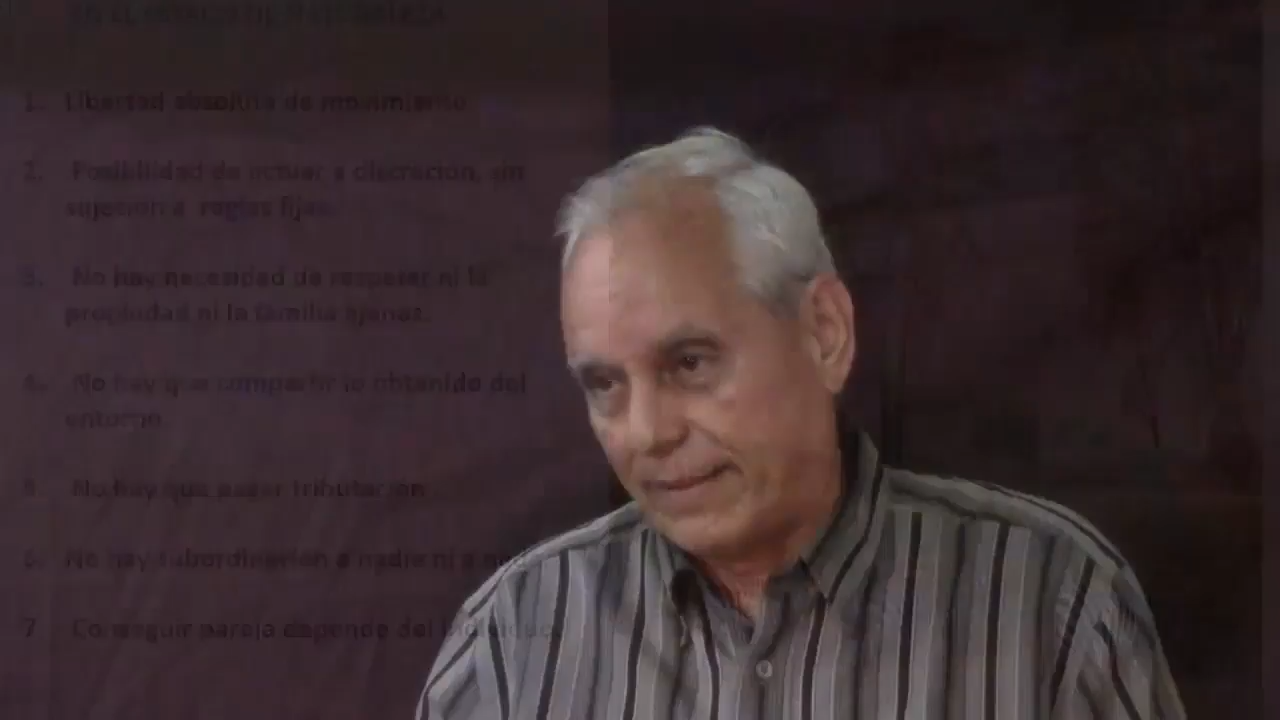 1. Libertad absoluta de movimiento
2. Posibilidad de actuar a discreción, sin
sujeción a reglas fijas.
3. No hay necesidad de respetar ni la
propiedad ni la familia ajenas.
4. No hay que compartir lo obtenido del
entorno.
5. No hay que pagar tributación
6. No hay subordinación a nadie ni a
7 Conseguir pareja depende del individuo.